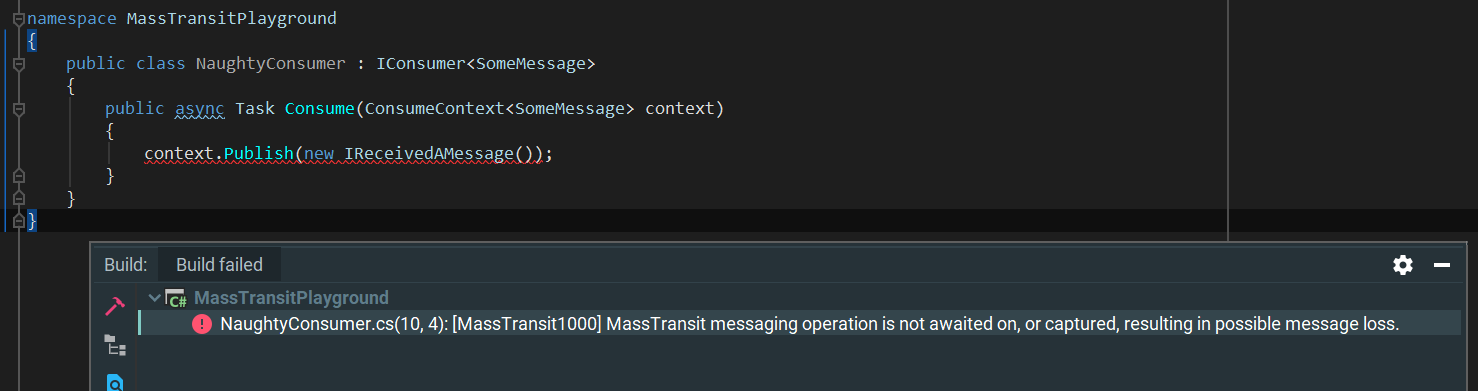 namespace MassTransitPlayground
{
public class NaughtyConsumer : IConsumer<SomeMessage>
{
public async Task Consume(ConsumeContext<SomeMessage> context)
{
context.Publish(new IReceivedAMessage());
}
}
}
Build: Build failed
C# MassTransitPlayground
! NaughtyConsumer.cs(10, 4): [MassTransit1000] MassTransit messaging operation is not awaited on, or captured, resulting in possible message loss.